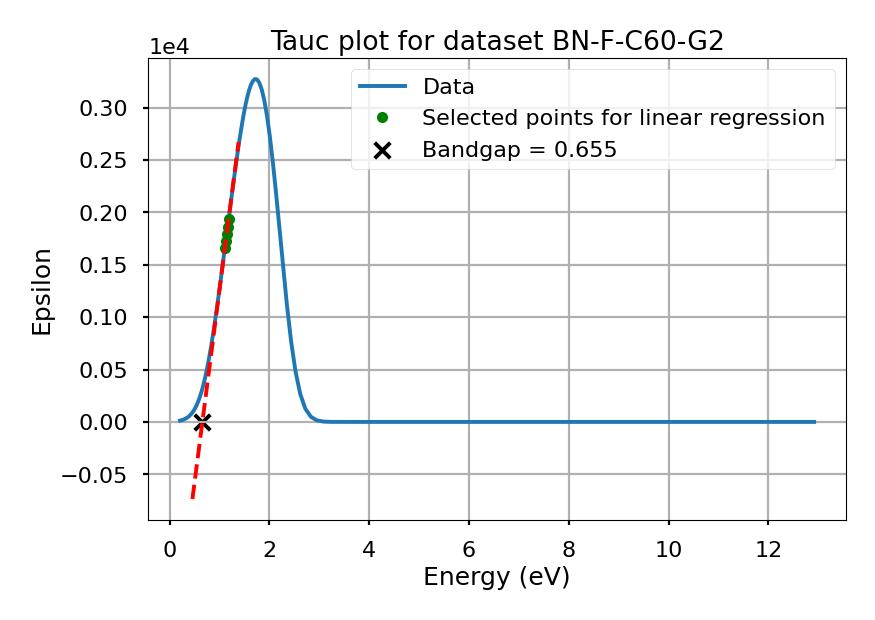 Tauc plot for dataset BN-F-C60-G2
1e4
Data
Selected points for linear regression
Bandgap = 0.655
0.30
0.25
0.20
0.15
0.10
0.05
0.00
−0.05
Epsilon
0 2 4 6 8 10 12
Energy (eV)